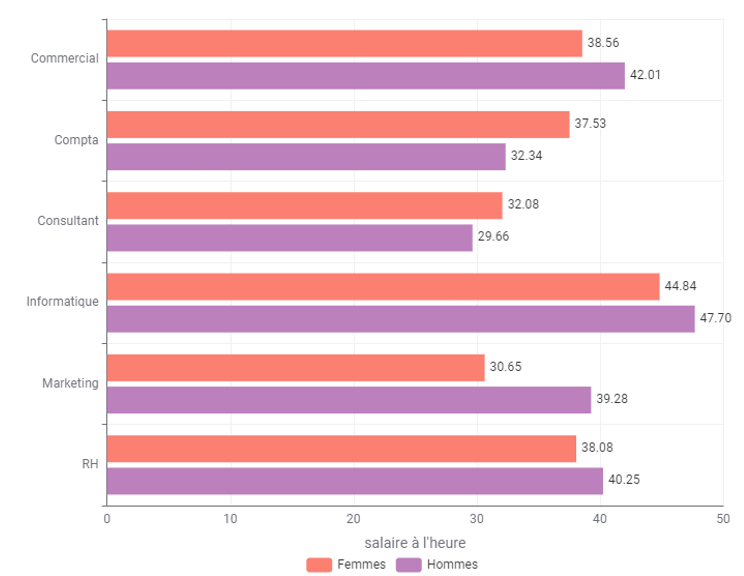 Commercial
38.56
42.01
Compta
37.53
32.34
Consultant
32.08
29.66
Informatique
44.84
47.70
Marketing
30.65
39.28
RH
38.08
40.25
0 10 20 30 40 50
salaire à l'heure
Femmes Hommes